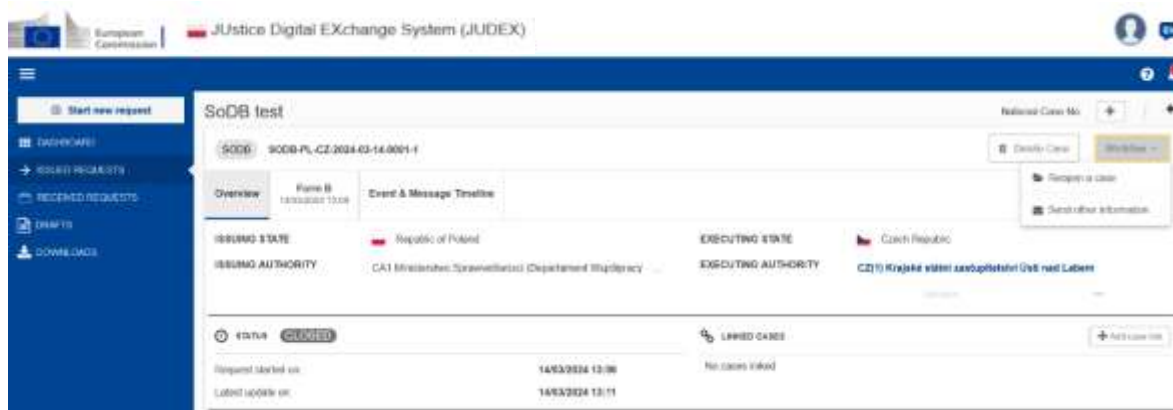 European Commission
JUstice Digital EXchange System (JUDEX)
Start new request
DASHBOARD
ISSUED REQUESTS
RECEIVED REQUESTS
DRAFTS
DOWNLOADS
SoDB test
National Case No
SODB SODB-PL-CZ-2024-03-14-0001-1
Delete Case
Workflow
Reopen a case
Send other information
Overview
Form B
Event & Message Timeline
ISSUING STATE Republic of Poland
EXECUTING STATE Czech Republic
ISSUING AUTHORITY CA1 Ministerstwo Sprawiedliwości (Departament Współpracy ...
EXECUTING AUTHORITY CZ(1) Krajské státní zastupitelství Ústí nad Labem
STATUS CLOSED
LINKED CASES
Add case link
Request started on: 14/03/2024 13:06
No cases linked
Latest update on: 14/03/2024 13:11